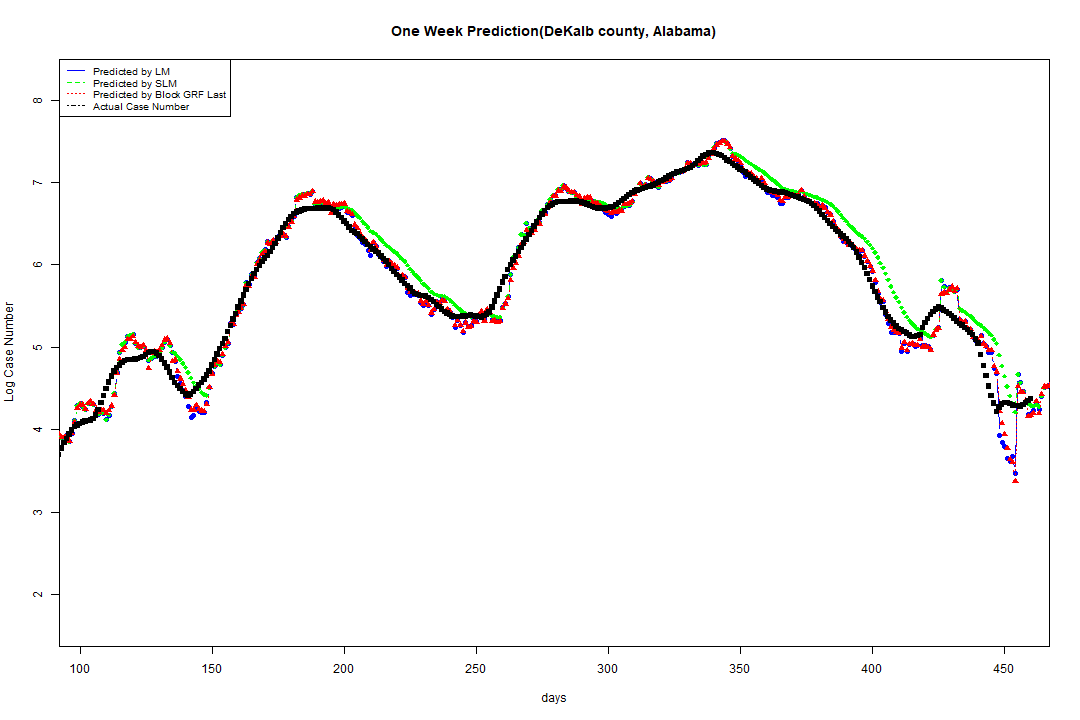 One Week Prediction(DeKalb county, Alabama)
Predicted by LM
Predicted by SLM
Predicted by Block GRF Last
Actual Case Number
8
7
6
5
4
3
2
Log Case Number
100 150 200 250 300 350 400 450
days